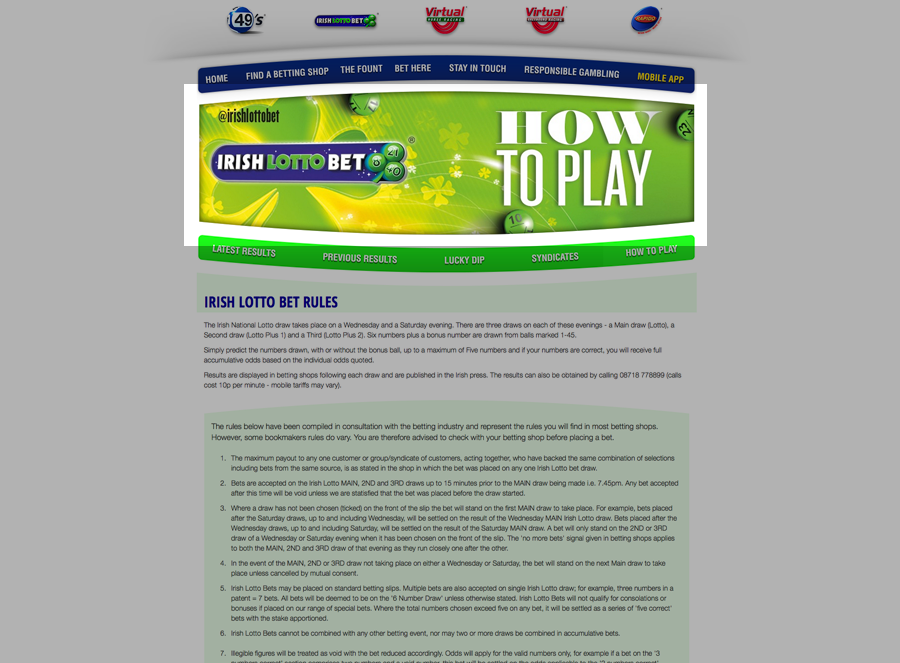 49's
IRISH LOTTO BET
Virtual
HORSE RACING
Virtual
RAPIDO
HOME
FIND A BETTING SHOP
THE FOUNT
BET HERE
STAY IN TOUCH
RESPONSIBLE GAMBLING
MOBILE APP
@irishlottobet
IRISH LOTTO BET
HOW
TO PLAY
LATEST RESULTS
PREVIOUS RESULTS
LUCKY DIP
SYNDICATES
HOW TO PLAY
IRISH LOTTO BET RULES
The Irish National Lotto draw takes place on a Wednesday and a Saturday evening. There are three draws on each of these evenings - a Main draw (Lotto), a
Second draw (Lotto Plus 1) and a Third (Lotto Plus 2). Six numbers plus a bonus number are drawn from balls marked 1-45.
Simply predict the numbers drawn, with or without the bonus ball, up to a maximum of Five numbers and if your numbers are correct, you will receive full
accumulative odds based on the individual odds quoted.
Results are displayed in betting shops following each draw and are published in the Irish press. The results can also be obtained by calling 08718 778899 (calls
cost 10p per minute - mobile tariffs may vary).
The rules below have been compiled in consultation with the betting industry and represent the rules you will find in most betting shops.
However, some bookmakers rules do vary. You are therefore advised to check with your betting shop before placing a bet.
1. The maximum payout to any one customer or group/syndicate of customers, acting together, who have backed the same combination of selections
including bets from the same source, is as stated in the shop in which the bet was placed on any one Irish Lotto bet draw.
2. Bets are accepted on the Irish Lotto MAIN, 2ND and 3RD draws up to 15 minutes prior to the MAIN draw being made i.e. 7.45pm. Any bet accepted
after this time will be void unless we are statisfied that the bet was placed before the draw started.
3. Where a draw has not been chosen (ticked) on the front of the slip the bet will stand on the first MAIN draw to take place. For example, bets placed
after the Saturday draws, up to and including Wednesday, will be settled on the result of the Wednesday MAIN Irish Lotto draw. Bets placed after the
Wednesday draws, up to and including Saturday, will be settled on the result of the Saturday MAIN draw. A bet will only stand on the 2ND or 3RD
draw of a Wednesday or Saturday evening when it has been chosen on the front of the slip. The 'no more bets' signal given in betting shops applies
to both the MAIN, 2ND and 3RD draw of that evening as they run closely one after the other.
4. In the event of the MAIN, 2ND or 3RD draw not taking place on either a Wednesday or Saturday, the bet will stand on the next Main draw to take
place unless cancelled by mutual consent.
5. Irish Lotto Bets may be placed on standard betting slips. Multiple bets are also accepted on single Irish Lotto draw; for example, three numbers in a
patent = 7 bets. All bets will be deemed to be on the '6 Number Draw' unless otherwise stated. Irish Lotto Bets will not qualify for consolations or
bonuses if placed on our range of special bets. Where the total numbers chosen exceed five on any bet, it will be settled as a series of 'five correct'
bets with the stake apportioned.
6. Irish Lotto Bets cannot be combined with any other betting event, nor may two or more draws be combined in accumulative bets.
7. Illegible figures will be treated as void with the bet reduced accordingly. Odds will apply for the valid numbers only, for example if a bet on the '3